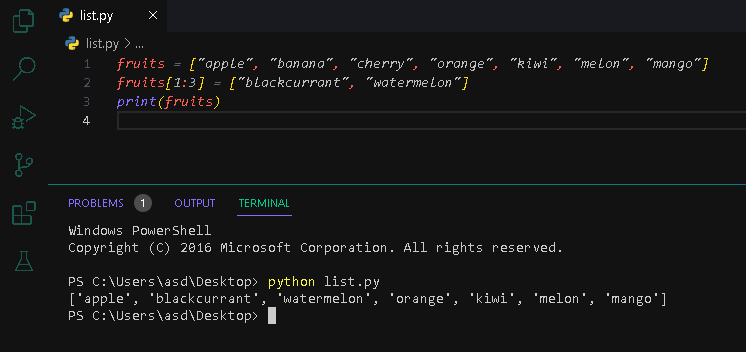 list.py
list.py > ...
1 fruits = ["apple", "banana", "cherry", "orange", "kiwi", "melon", "mango"]
2 fruits[1:3] = ["blackcurrant", "watermelon"]
3 print(fruits)
4
PROBLEMS 1 OUTPUT TERMINAL
Windows PowerShell
Copyright (C) 2016 Microsoft Corporation. All rights reserved.
PS C:\Users\asd\Desktop> python list.py
['apple', 'blackcurrant', 'watermelon', 'orange', 'kiwi', 'melon', 'mango']
PS C:\Users\asd\Desktop>